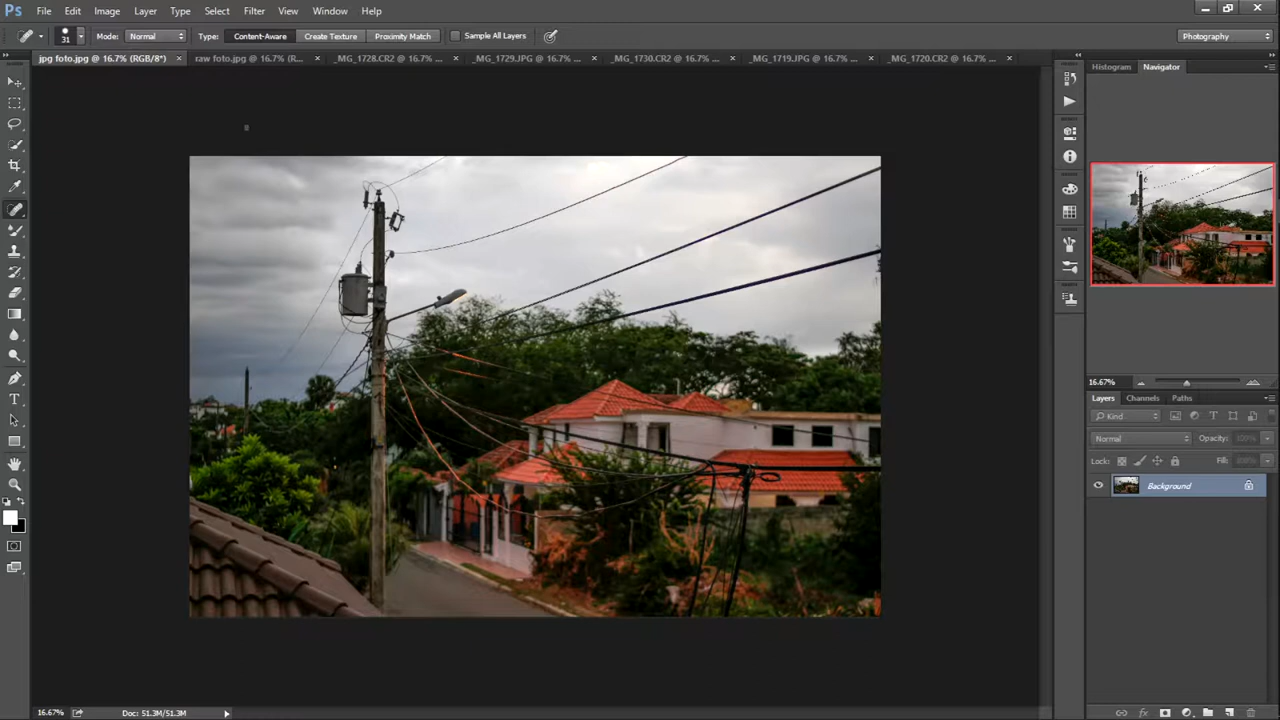 Ps File Edit Image Layer Type Select Filter View Window Help
31 Mode: Normal Type: Content-Aware Create Texture Proximity Match Sample All Layers Photography
jpg foto.jpg @ 16.7% (RGB/8*) × raw foto.jpg @ 16.7% (R... × _MG_1728.CR2 @ 16.7% ... × _MG_1729.JPG @ 16.7% ... × _MG_1730.CR2 @ 16.7% ... × _MG_1719.JPG @ 16.7% ... × _MG_1720.CR2 @ 16.7% ... ×
Histogram Navigator
16.67%
Layers Channels Paths
Kind
Normal Opacity: 100%
Lock: Fill: 100%
Background
16.67% Doc: 51.3M/51.3M